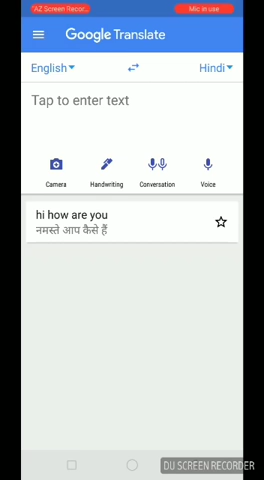 AZ Screen Recor...
Mic in use
Google Translate
English
Hindi
Tap to enter text
Camera
Handwriting
Conversation
Voice
hi how are you
नमस्ते आप कैसे हैं
DU SCREEN RECORDER